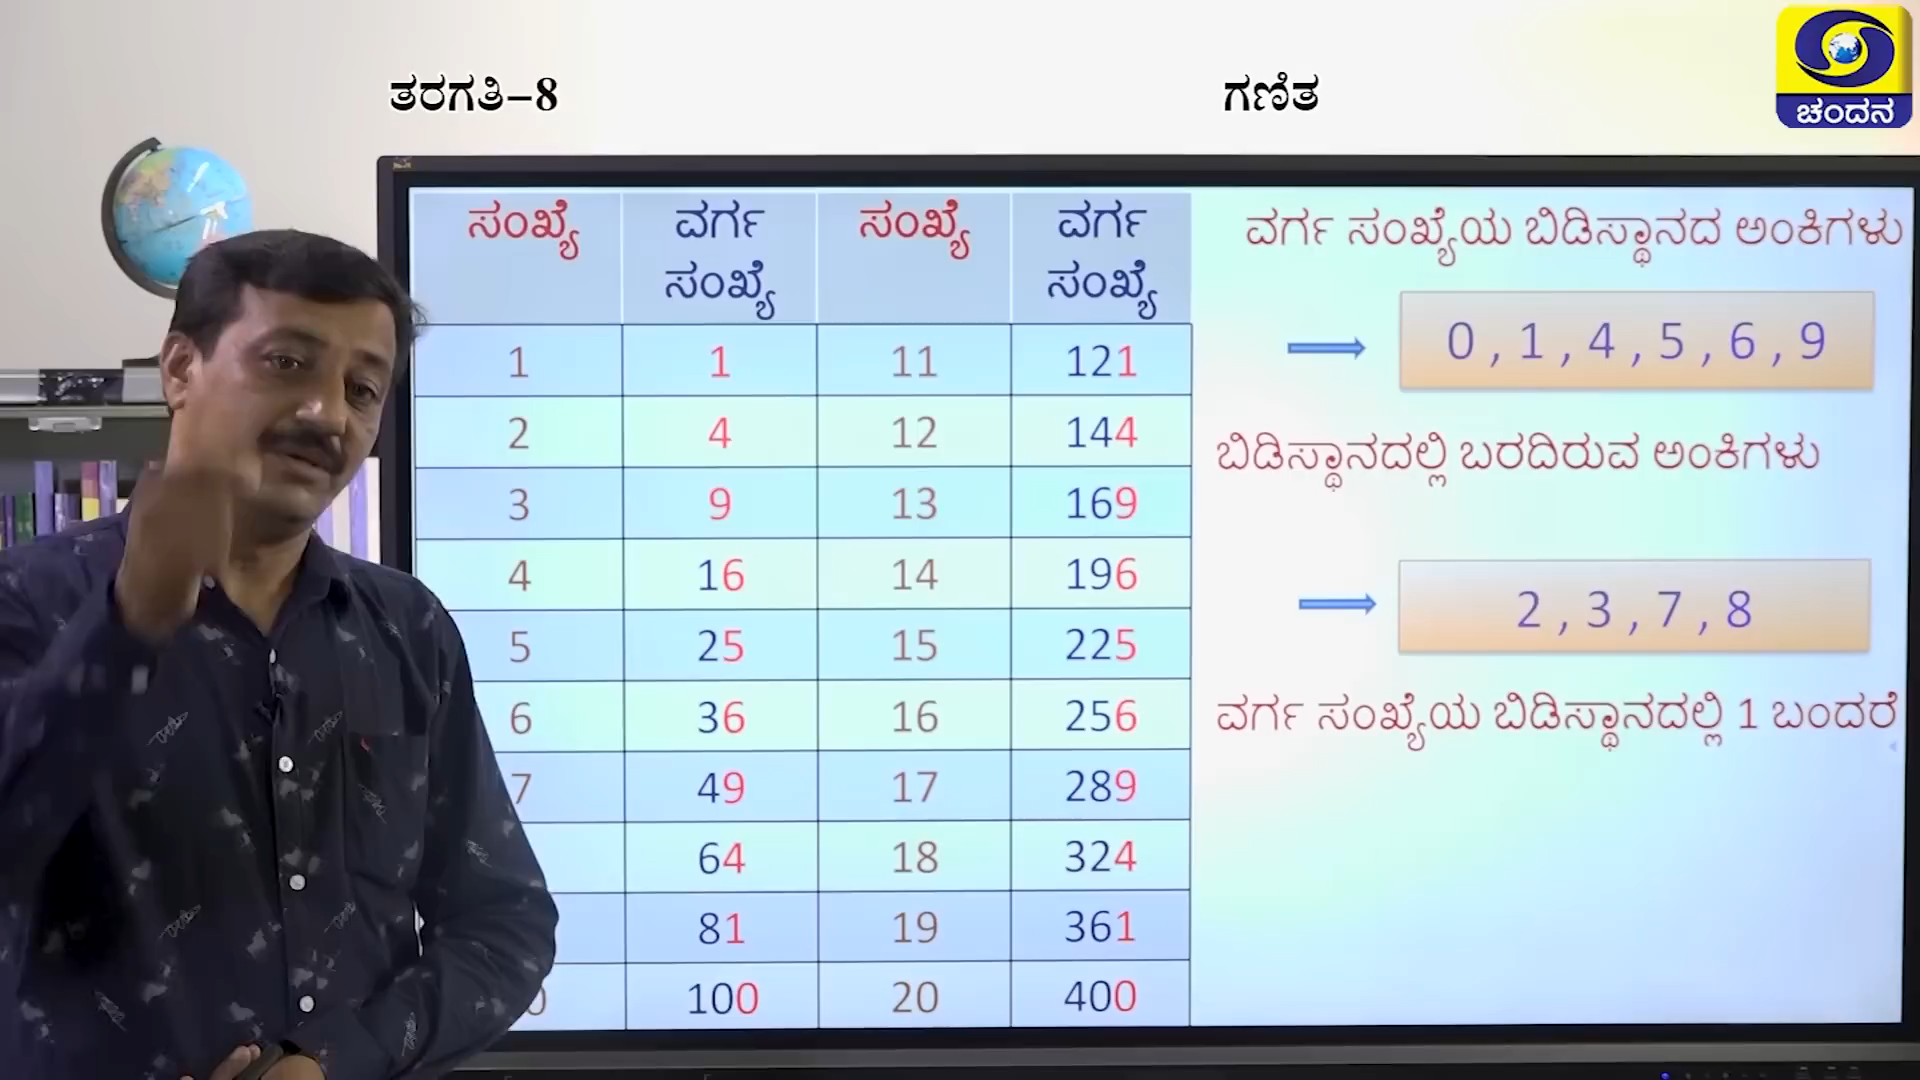 ತರಗತಿ–8
ಗಣಿತ
ಚಂದನ
ಸಂಖ್ಯೆ ವರ್ಗ ಸಂಖ್ಯೆ ಸಂಖ್ಯೆ ವರ್ಗ ಸಂಖ್ಯೆ
1 1 11 121
2 4 12 144
3 9 13 169
4 16 14 196
5 25 15 225
6 36 16 256
7 49 17 289
64 18 324
81 19 361
0 100 20 400
ವರ್ಗ ಸಂಖ್ಯೆಯ ಬಿಡಿಸ್ಥಾನದ ಅಂಕಿಗಳು
0 , 1 , 4 , 5 , 6 , 9
ಬಿಡಿಸ್ಥಾನದಲ್ಲಿ ಬರದಿರುವ ಅಂಕಿಗಳು
2 , 3 , 7 , 8
ವರ್ಗ ಸಂಖ್ಯೆಯ ಬಿಡಿಸ್ಥಾನದಲ್ಲಿ 1 ಬಂದರೆ